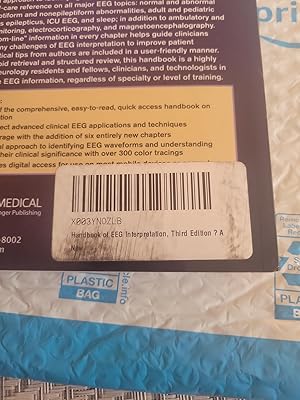 -care reference on all major EEG topics: normal and abnormal
ptiform and nonepileptiform abnormalities, adult and pediatric
epilepticus, ICU EEG, and sleep; in addition to ambulatory and
nitoring, electrocorticography, and magnetoencephalography.
om-line" information in every chapter helps guide clinicians
y challenges of EEG interpretation to improve patient
ctical tips from authors are included in a user-friendly manner.
id retrieval and structured review, this handbook is a highly
eurology residents and fellows, clinicians, and technologists in
e EEG information, regardless of specialty or level of training.
of the comprehensive, easy-to-read, quick access handbook on
tation
ect advanced clinical EEG applications and techniques
rage with the addition of six entirely new chapters
al approach to identifying EEG waveforms and understanding
heir clinical significance with over 300 color tracings
es digital access for use on most mobile
MEDICAL
nger Publishing
-8002
m
X003YNOZLB
Handbook of EEG Interpretation, Third Edition ? A
New
PLASTIC
BAG